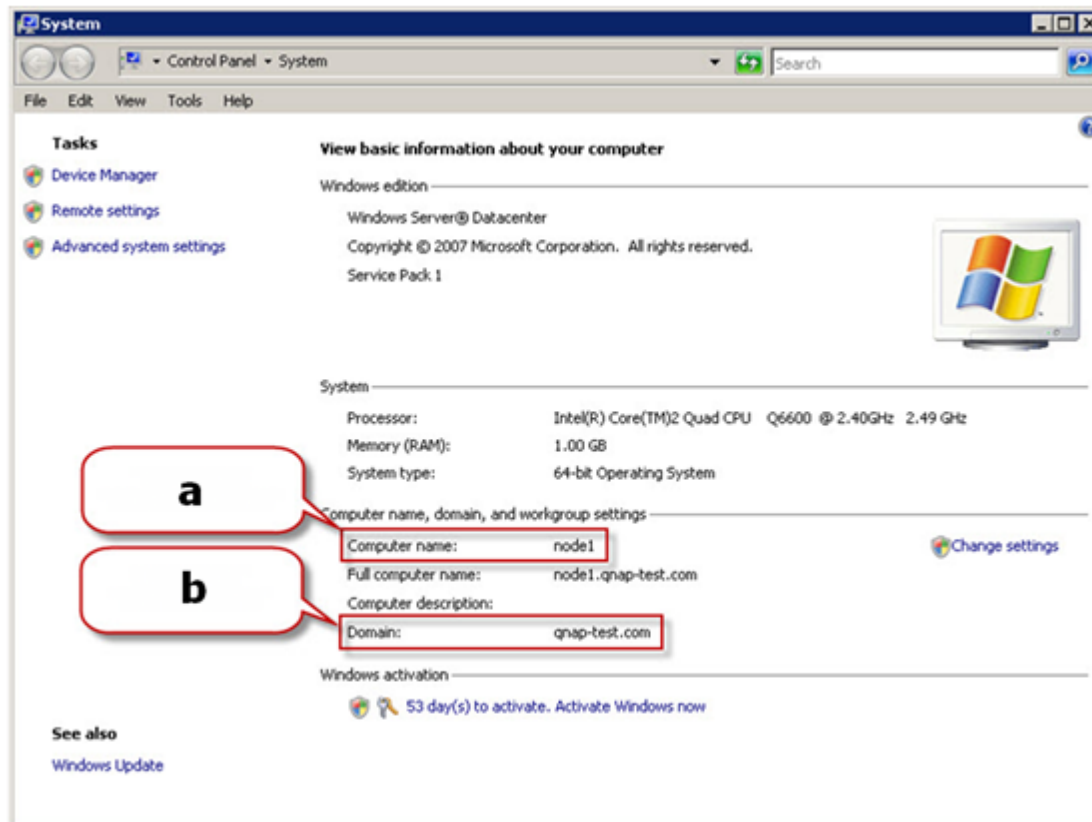 System
Control Panel System
Search
File Edit View Tools Help
Tasks
Device Manager
Remote settings
Advanced system settings
View basic information about your computer
Windows edition
Windows Server® Datacenter
Copyright © 2007 Microsoft Corporation. All rights reserved.
Service Pack 1
System
Processor: Intel(R) Core(TM)2 Quad CPU Q6600 @ 2.40GHz 2.49 GHz
Memory (RAM): 1.00 GB
System type: 64-bit Operating System
a
Computer name, domain, and workgroup settings
Computer name: node1
Change settings
Full computer name: node1.qnap-test.com
b
Computer description:
Domain: qnap-test.com
Windows activation
53 day(s) to activate. Activate Windows now
See also
Windows Update